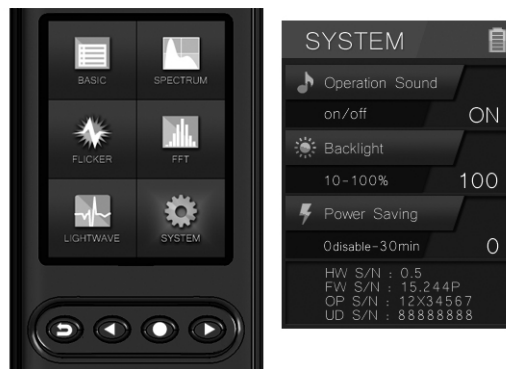 BASIC
SPECTRUM
FLICKER
FFT
LIGHTWAVE
SYSTEM
SYSTEM
Operation Sound
on/off ON
Backlight
10-100% 100
Power Saving
0disable-30min 0
HW S/N : 0.5
FW S/N : 15.244P
OP S/N : 12X34567
UD S/N : 88888888